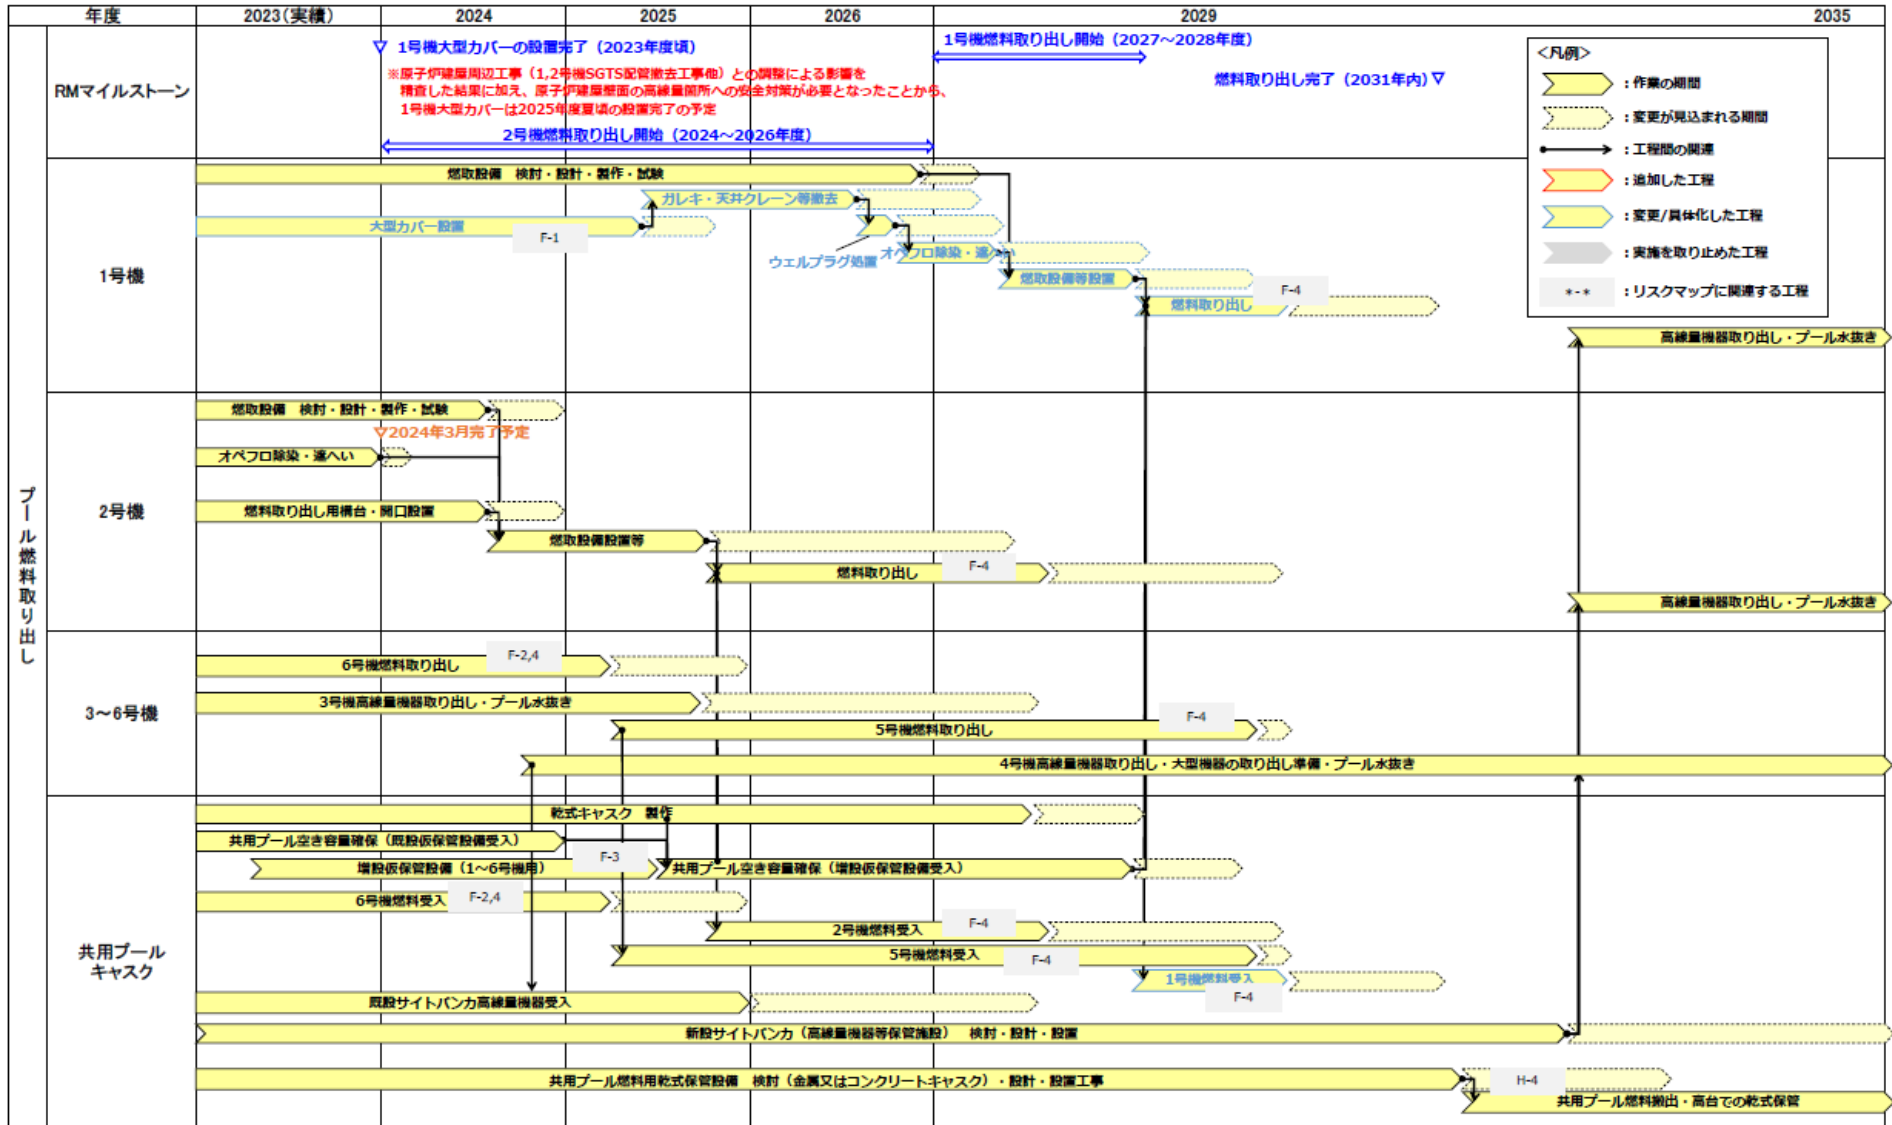 年度 2023(実績) 2024 2025 2026 2029 2035
プール燃料取り出し
RMマイルストーン
▽ 1号機大型カバーの設置完了（2023年度頃）
※原子炉建屋周辺工事（1,2号機SGTS配管撤去工事他）との調整による影響を
精査した結果に加え、原子炉建屋壁面の高線量箇所への安全対策が必要となったことから、
1号機大型カバーは2025年度夏頃の設置完了の予定
2号機燃料取り出し開始（2024～2026年度）
1号機燃料取り出し開始（2027～2028年度）
燃料取り出し完了（2031年内）▽
＜凡例＞
：作業の期間
：変更が見込まれる期間
：工程間の関連
：追加した工程
：変更/具体化した工程
：実施を取り止めた工程
*-* ：リスクマップに関連する工程
1号機
燃取設備　検討・設計・製作・試験
ガレキ・天井クレーン等撤去
大型カバー設置
F-1
ウェルプラグ処置
オペフロ除染・遮へい
燃取設備等設置
F-4
燃料取り出し
高線量機器取り出し・プール水抜き
2号機
燃取設備　検討・設計・製作・試験
▽2024年3月完了予定
オペフロ除染・遮へい
燃料取り出し用構台・開口設置
燃取設備設置等
燃料取り出し
F-4
高線量機器取り出し・プール水抜き
3～6号機
6号機燃料取り出し
F-2,4
3号機高線量機器取り出し・プール水抜き
5号機燃料取り出し
F-4
4号機高線量機器取り出し・大型機器の取り出し準備・プール水抜き
共用プール
キャスク
乾式キャスク　製作
共用プール空き容量確保（既設仮保管設備受入）
増設仮保管設備（1～6号機用）
F-3
共用プール空き容量確保（増設仮保管設備受入）
6号機燃料受入
F-2,4
2号機燃料受入
F-4
5号機燃料受入
F-4
1号機燃料受入
F-4
既設サイトバンカ高線量機器受入
新設サイトバンカ（高線量機器等保管施設）　検討・設計・設置
共用プール燃料用乾式保管設備　検討（金属又はコンクリートキャスク）・設計・設置工事
H-4
共用プール燃料搬出・高台での乾式保管